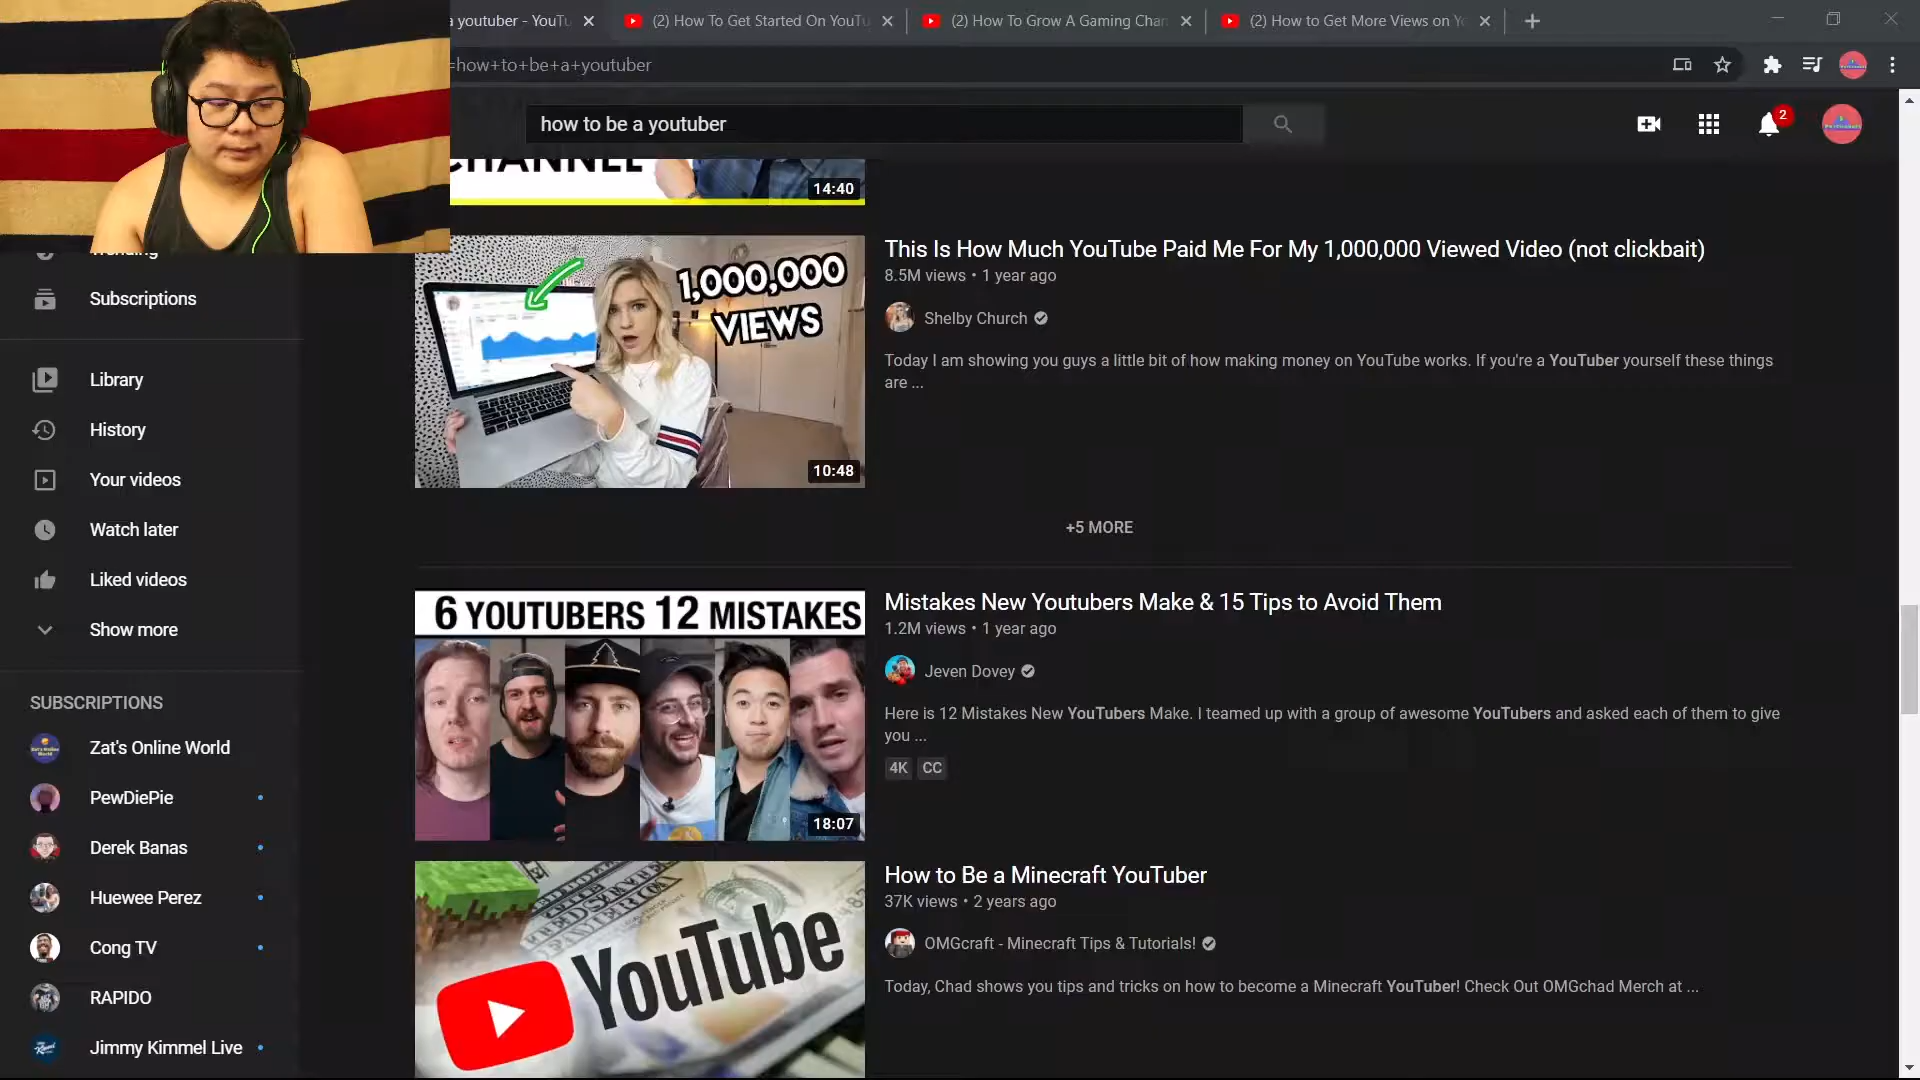 a youtuber - YouTu
(2) How To Get Started On YouTu
(2) How To Grow A Gaming Chan
(2) How to Get More Views on Yo
=how+to+be+a+youtuber
how to be a youtuber
2
CHANNEL
14:40
Trending
Subscriptions
Library
History
Your videos
Watch later
Liked videos
Show more
SUBSCRIPTIONS
Zat's Online World
PewDiePie
Derek Banas
Huewee Perez
Cong TV
RAPIDO
Jimmy Kimmel Live
1,000,000
VIEWS
10:48
This Is How Much YouTube Paid Me For My 1,000,000 Viewed Video (not clickbait)
8.5M views • 1 year ago
Shelby Church
Today I am showing you guys a little bit of how making money on YouTube works. If you're a YouTuber yourself these things
are ...
+5 MORE
6 YOUTUBERS 12 MISTAKES
18:07
Mistakes New Youtubers Make & 15 Tips to Avoid Them
1.2M views • 1 year ago
Jeven Dovey
Here is 12 Mistakes New YouTubers Make. I teamed up with a group of awesome YouTubers and asked each of them to give
you ...
4K CC
YouTube
How to Be a Minecraft YouTuber
37K views • 2 years ago
OMGcraft - Minecraft Tips & Tutorials!
Today, Chad shows you tips and tricks on how to become a Minecraft YouTuber! Check Out OMGchad Merch at ...